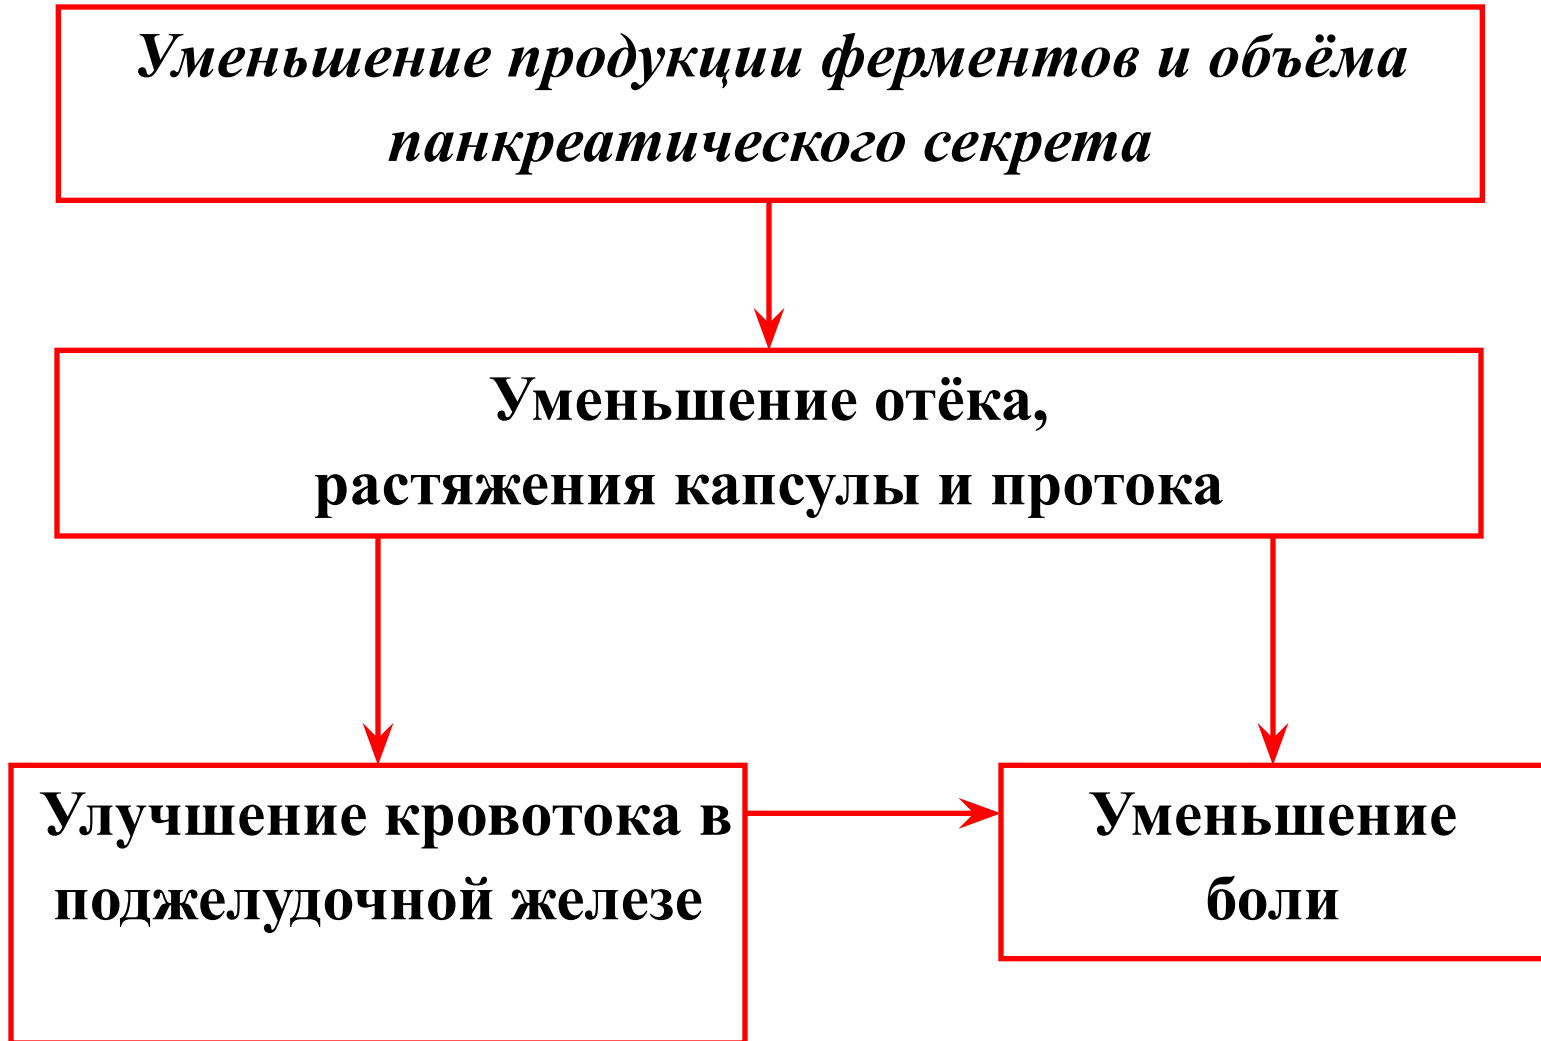 Уменьшение продукции ферментов и объёма
панкреатического секрета
Уменьшение отёка,
растяжения капсулы и протока
Улучшение кровотока в
поджелудочной железе
Уменьшение
боли